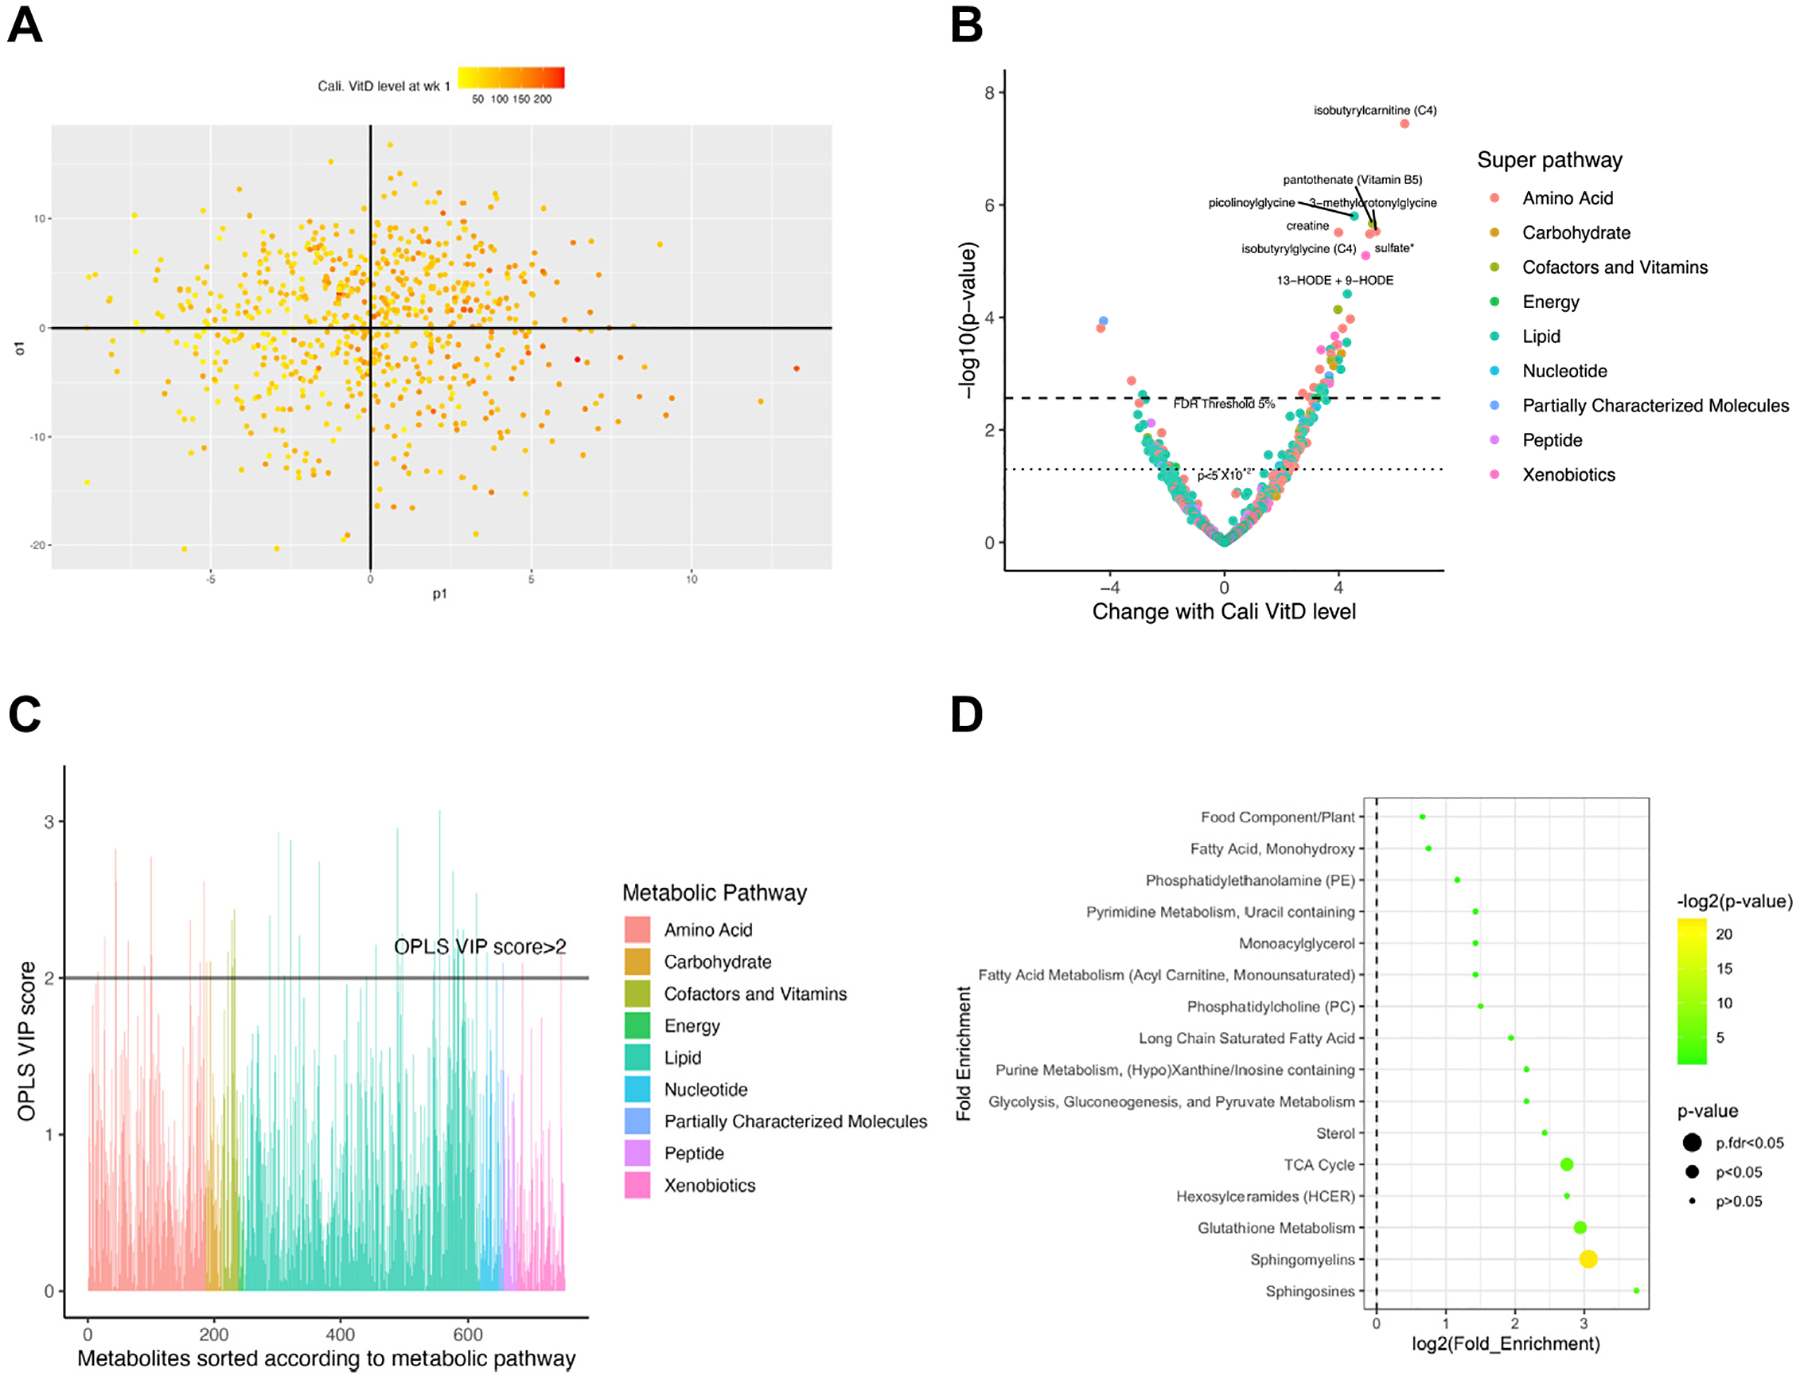 A
Cali. VitD level at wk 1
50 100 150 200
10
0
-10
-20
o1
-5 0 5 10
p1
B
8
6
4
2
0
−log10(p−value)
isobutyrylcarnitine (C4)
pantothenate (Vitamin B5)
picolinoylglycine
3−methylcrotonylglycine
creatine
isobutyrylglycine (C4)
sulfate*
13−HODE + 9−HODE
FDR Threshold 5%
p<5 X10⁻²
−4 0 4
Change with Cali VitD level
Super pathway
Amino Acid
Carbohydrate
Cofactors and Vitamins
Energy
Lipid
Nucleotide
Partially Characterized Molecules
Peptide
Xenobiotics
C
3
2
1
0
OPLS VIP score
OPLS VIP score>2
0 200 400 600
Metabolites sorted according to metabolic pathway
Metabolic Pathway
Amino Acid
Carbohydrate
Cofactors and Vitamins
Energy
Lipid
Nucleotide
Partially Characterized Molecules
Peptide
Xenobiotics
D
Fold Enrichment
Food Component/Plant
Fatty Acid, Monohydroxy
Phosphatidylethanolamine (PE)
Pyrimidine Metabolism, Uracil containing
Monoacylglycerol
Fatty Acid Metabolism (Acyl Carnitine, Monounsaturated)
Phosphatidylcholine (PC)
Long Chain Saturated Fatty Acid
Purine Metabolism, (Hypo)Xanthine/Inosine containing
Glycolysis, Gluconeogenesis, and Pyruvate Metabolism
Sterol
TCA Cycle
Hexosylceramides (HCER)
Glutathione Metabolism
Sphingomyelins
Sphingosines
0 1 2 3
log2(Fold_Enrichment)
-log2(p-value)
20
15
10
5
p-value
p.fdr<0.05
p<0.05
p>0.05